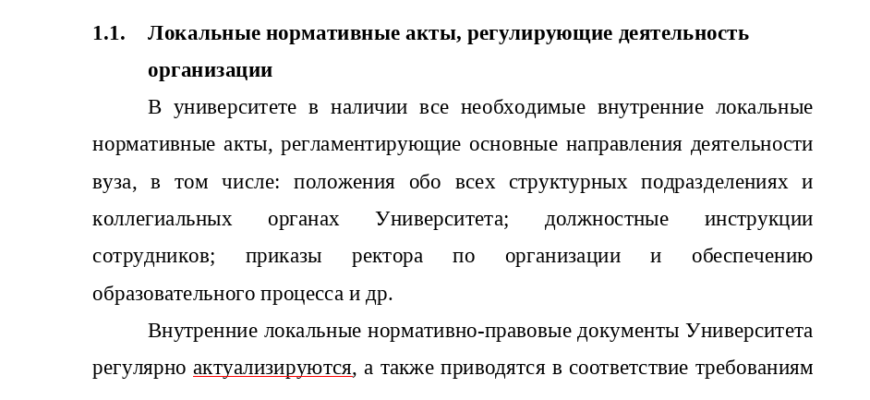 1.1. Локальные нормативные акты, регулирующие деятельность
организации
В университете в наличии все необходимые внутренние локальные
нормативные акты, регламентирующие основные направления деятельности
вуза, в том числе: положения обо всех структурных подразделениях и
коллегиальных органах Университета; должностные инструкции
сотрудников; приказы ректора по организации и обеспечению
образовательного процесса и др.
Внутренние локальные нормативно-правовые документы Университета
регулярно актуализируются, а также приводятся в соответствие требованиям